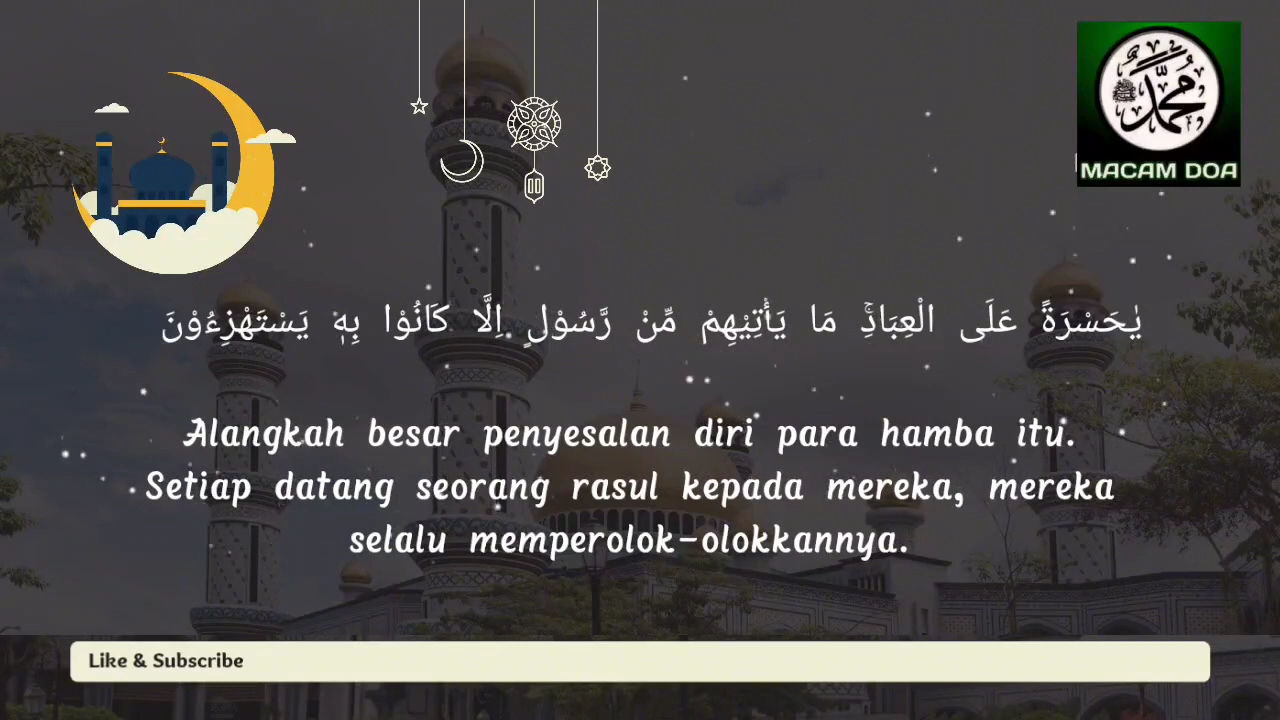 محمد
MACAM DOA
يٰحَسْرَةً عَلَى الْعِبَادِۚ مَا يَأْتِيْهِمْ مِّنْ رَّسُوْلٍ اِلَّا كَانُوْا بِهٖ يَسْتَهْزِءُوْنَ
Alangkah besar penyesalan diri para hamba itu.
Setiap datang seorang rasul kepada mereka, mereka
selalu memperolok-olokkannya.
Like & Subscribe